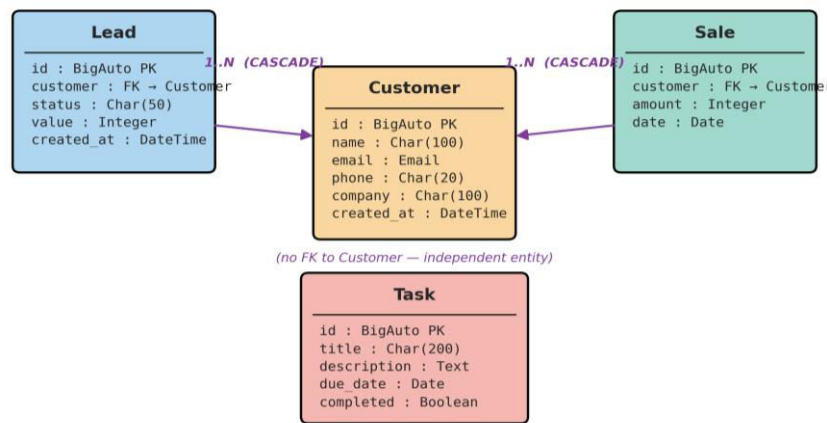 Lead
id : BigAuto PK
customer : FK → Customer
status : Char(50)
value : Integer
created_at : DateTime
1..N (CASCADE)
Customer
id : BigAuto PK
name : Char(100)
email : Email
phone : Char(20)
company : Char(100)
created_at : DateTime
1..N (CASCADE)
Sale
id : BigAuto PK
customer : FK → Customer
amount : Integer
date : Date
(no FK to Customer — independent entity)
Task
id : BigAuto PK
title : Char(200)
description : Text
due_date : Date
completed : Boolean